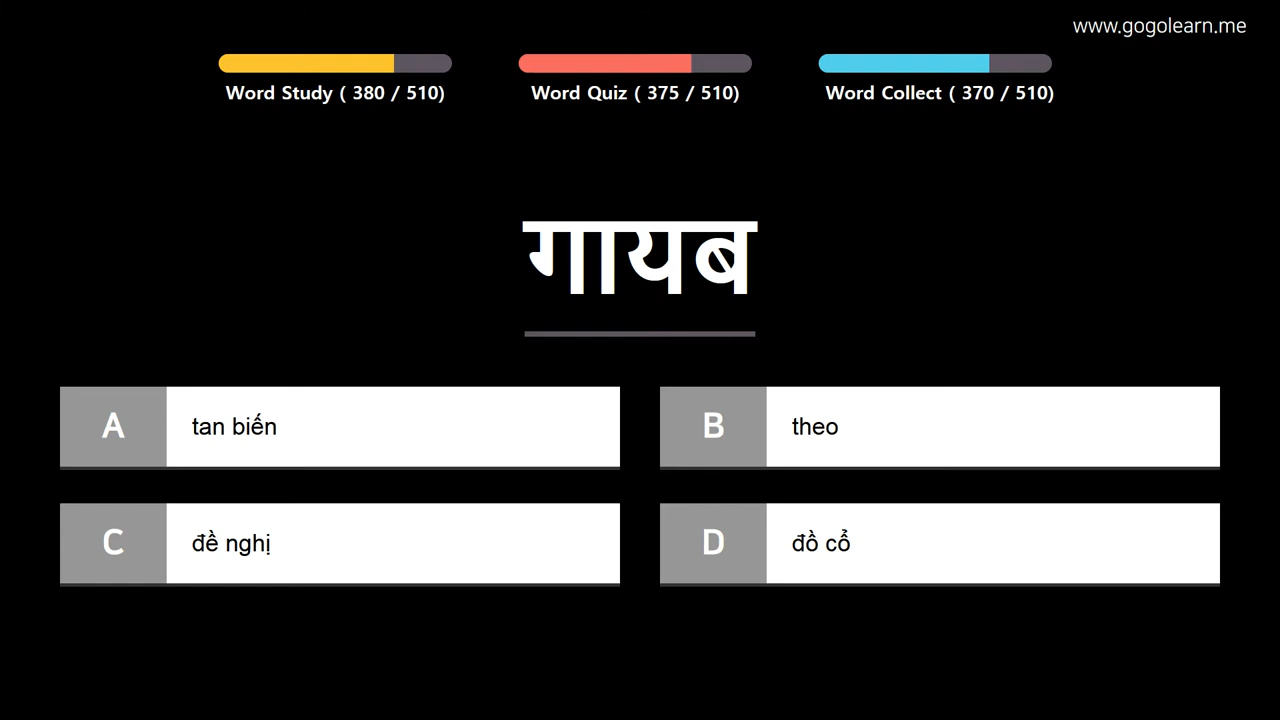 www.gogolearn.me
Word Study ( 380 / 510)
Word Quiz ( 375 / 510)
Word Collect ( 370 / 510)
गायब
A
tan biến
B
theo
C
đề nghị
D
đồ cổ